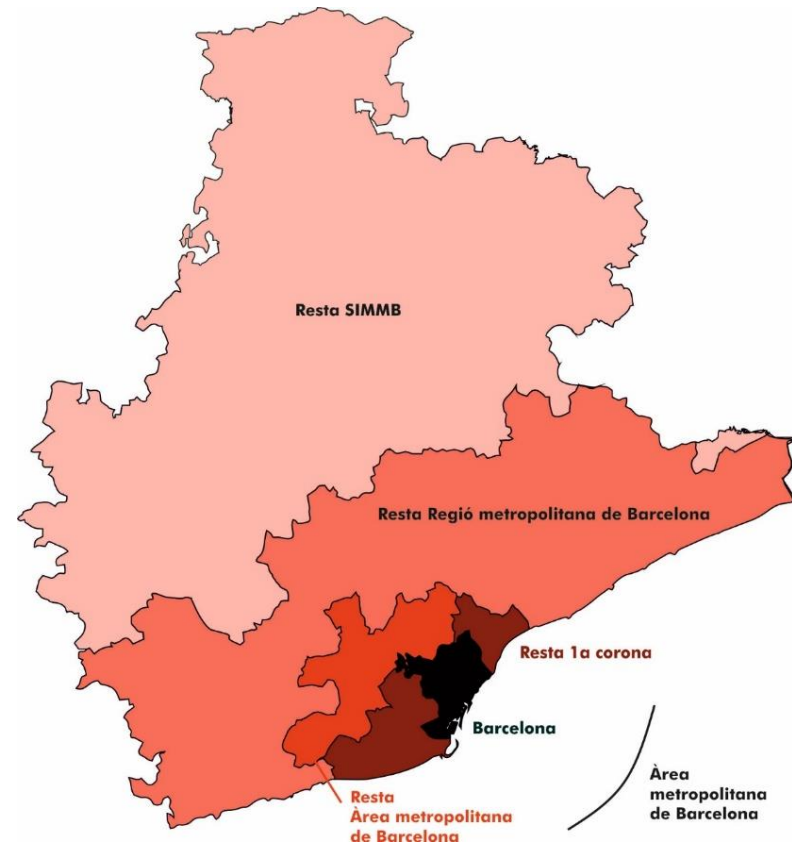 Resta SIMMB
Resta Regió metropolitana de Barcelona
Resta 1a corona
Barcelona
Resta
Àrea metropolitana
de Barcelona
Àrea
metropolitana
de Barcelona